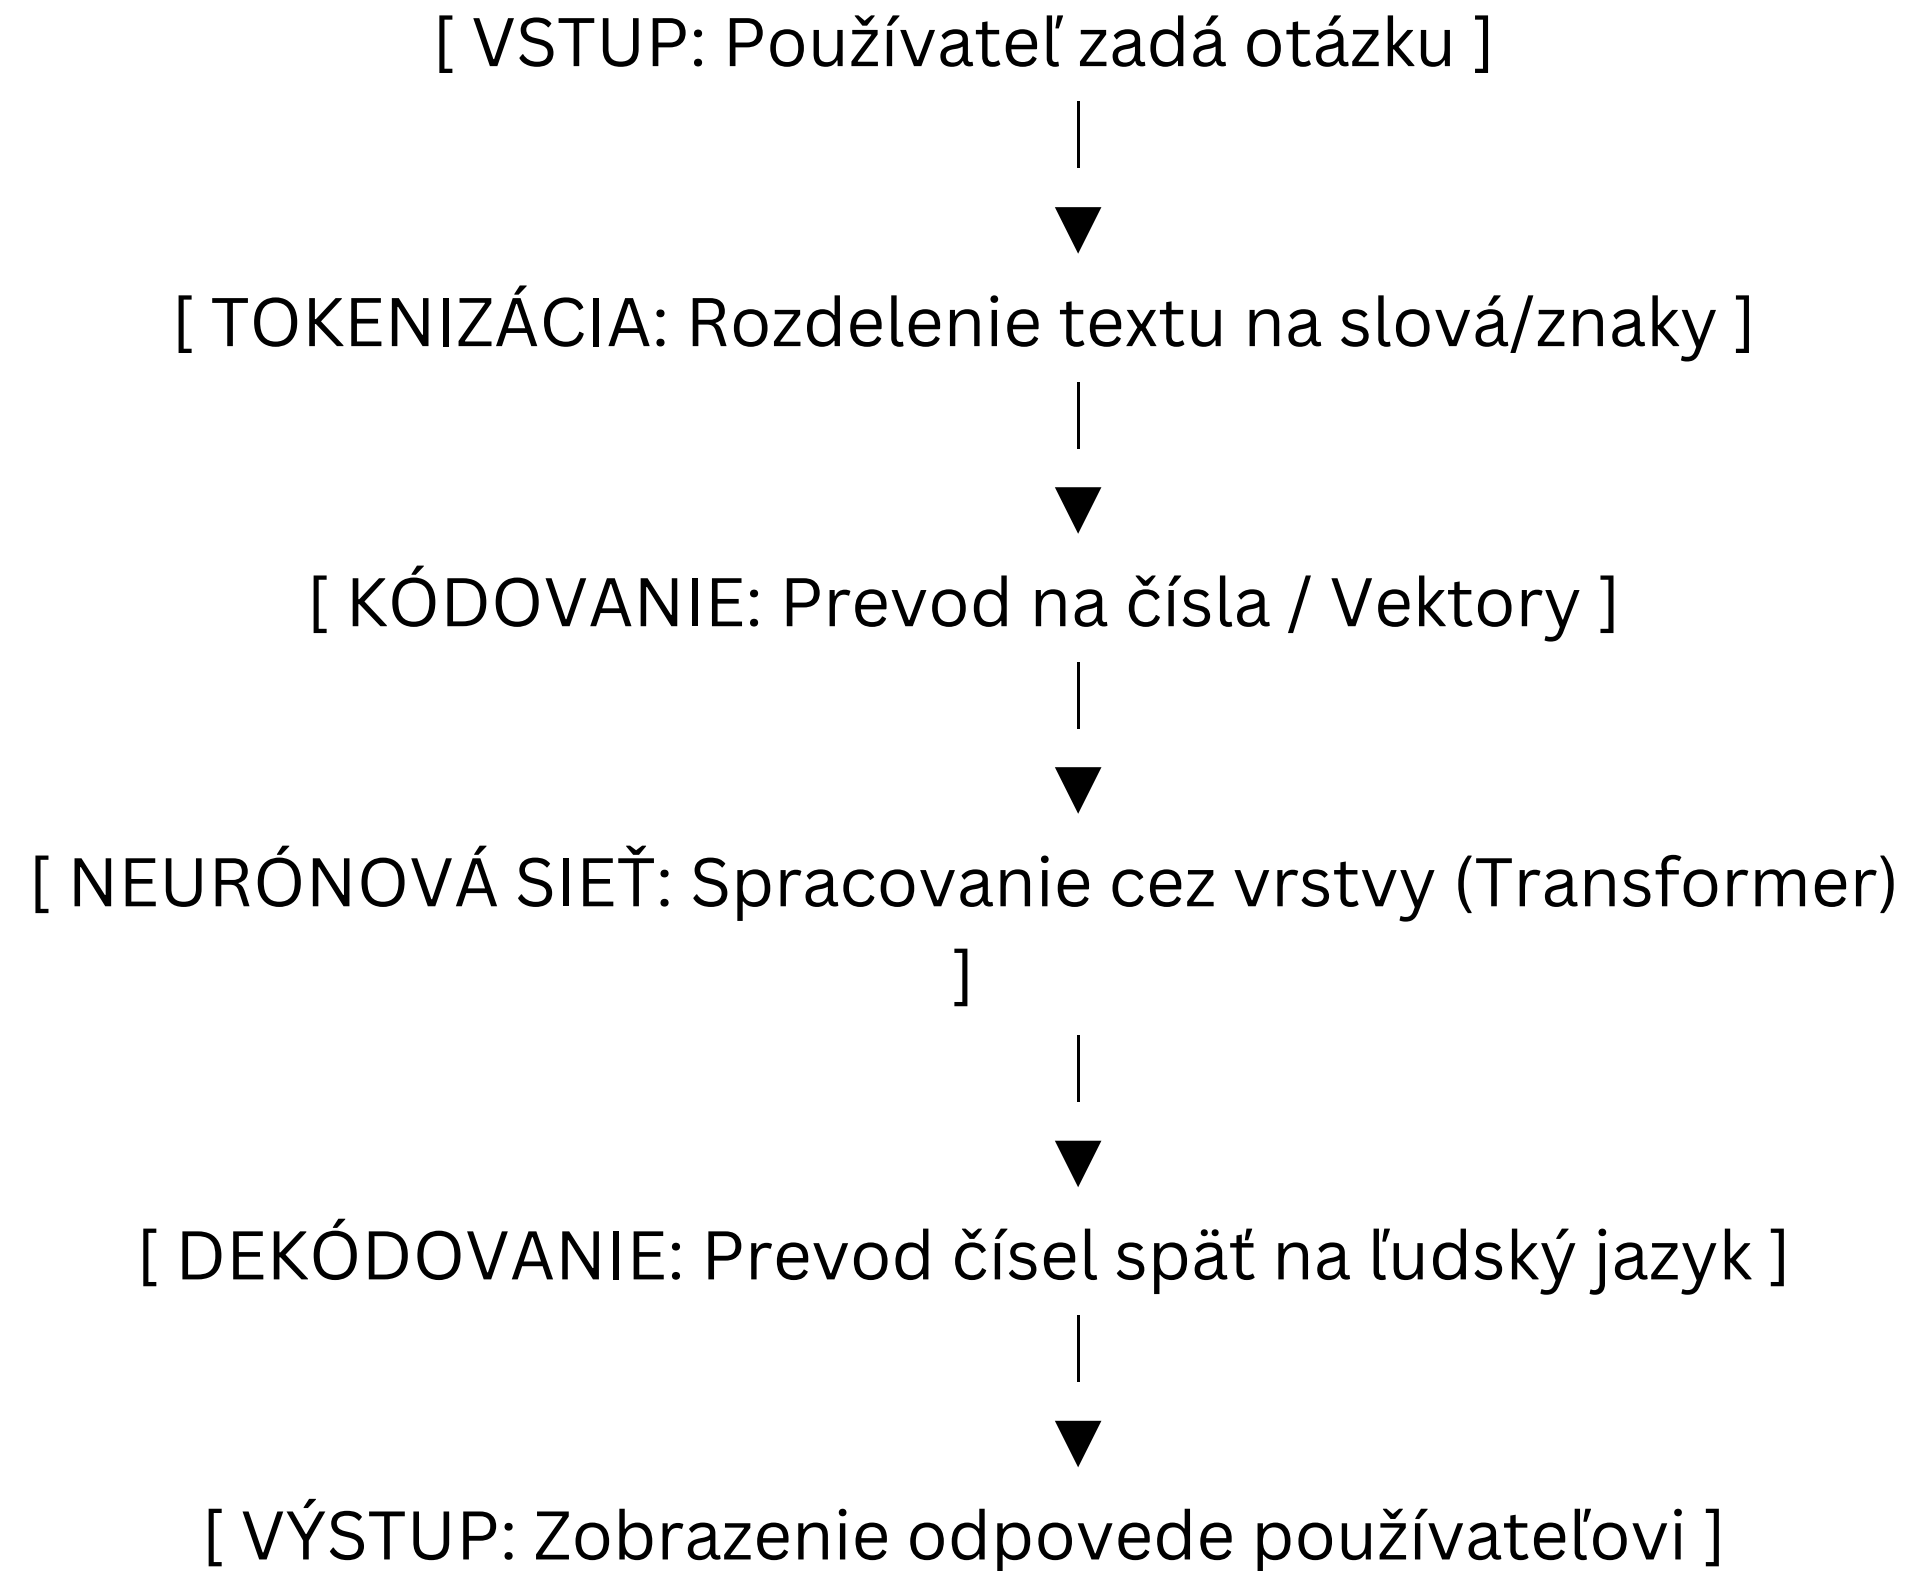 [ VSTUP: Používateľ zadá otázku ]
│
▼
[ TOKENIZÁCIA: Rozdelenie textu na slová/znaky ]
│
▼
[ KÓDOVANIE: Prevod na čísla / Vektory ]
│
▼
[ NEURÓNOVÁ SIEŤ: Spracovanie cez vrstvy (Transformer)
]
│
▼
[ DEKÓDOVANIE: Prevod čísel späť na ľudský jazyk ]
│
▼
[ VÝSTUP: Zobrazenie odpovede používateľovi ]